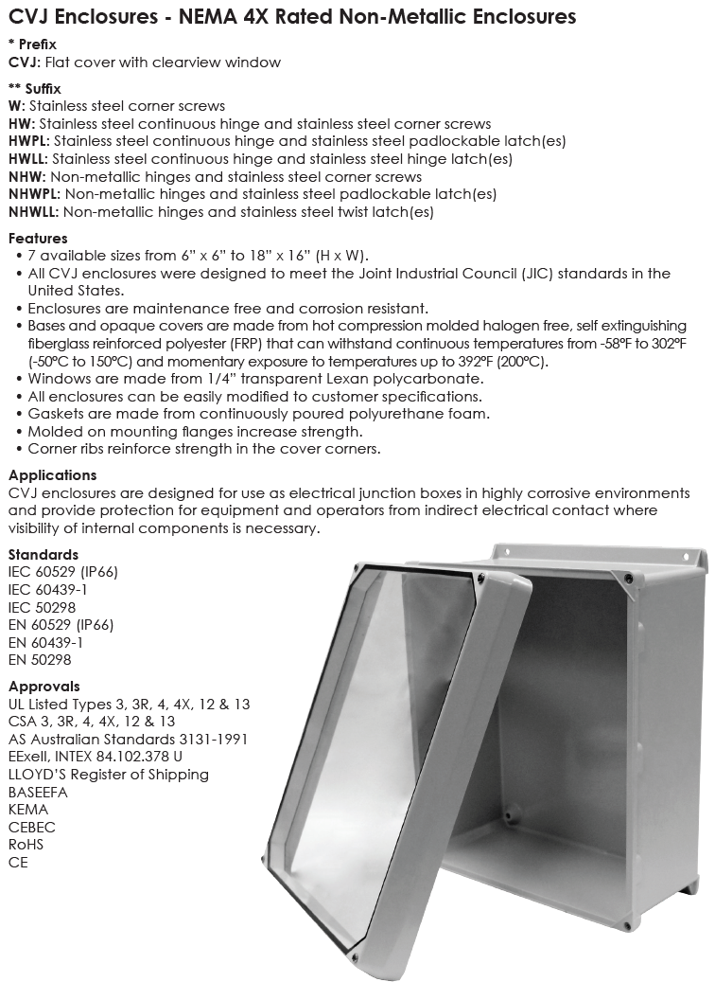 CVJ Enclosures - NEMA 4X Rated Non-Metallic Enclosures
* Prefix
CVJ: Flat cover with clearview window
** Suffix
W: Stainless steel corner screws
HW: Stainless steel continuous hinge and stainless steel corner screws
HWPL: Stainless steel continuous hinge and stainless steel padlockable latch(es)
HWLL: Stainless steel continuous hinge and stainless steel hinge latch(es)
NHW: Non-metallic hinges and stainless steel corner screws
NHWPL: Non-metallic hinges and stainless steel padlockable latch(es)
NHWLL: Non-metallic hinges and stainless steel twist latch(es)
Features
• 7 available sizes from 6” x 6” to 18” x 16” (H x W).
• All CVJ enclosures were designed to meet the Joint Industrial Council (JIC) standards in the
United States.
• Enclosures are maintenance free and corrosion resistant.
• Bases and opaque covers are made from hot compression molded halogen free, self extinguishing
fiberglass reinforced polyester (FRP) that can withstand continuous temperatures from -58ºF to 302ºF
(-50ºC to 150ºC) and momentary exposure to temperatures up to 392ºF (200ºC).
• Windows are made from 1/4” transparent Lexan polycarbonate.
• All enclosures can be easily modified to customer specifications.
• Gaskets are made from continuously poured polyurethane foam.
• Molded on mounting flanges increase strength.
• Corner ribs reinforce strength in the cover corners.
Applications
CVJ enclosures are designed for use as electrical junction boxes in highly corrosive environments
and provide protection for equipment and operators from indirect electrical contact where
visibility of internal components is necessary.
Standards
IEC 60529 (IP66)
IEC 60439-1
IEC 50298
EN 60529 (IP66)
EN 60439-1
EN 50298
Approvals
UL Listed Types 3, 3R, 4, 4X, 12 & 13
CSA 3, 3R, 4, 4X, 12 & 13
AS Australian Standards 3131-1991
EExell, INTEX 84.102.378 U
LLOYD’S Register of Shipping
BASEEFA
KEMA
CEBEC
RoHS
CE